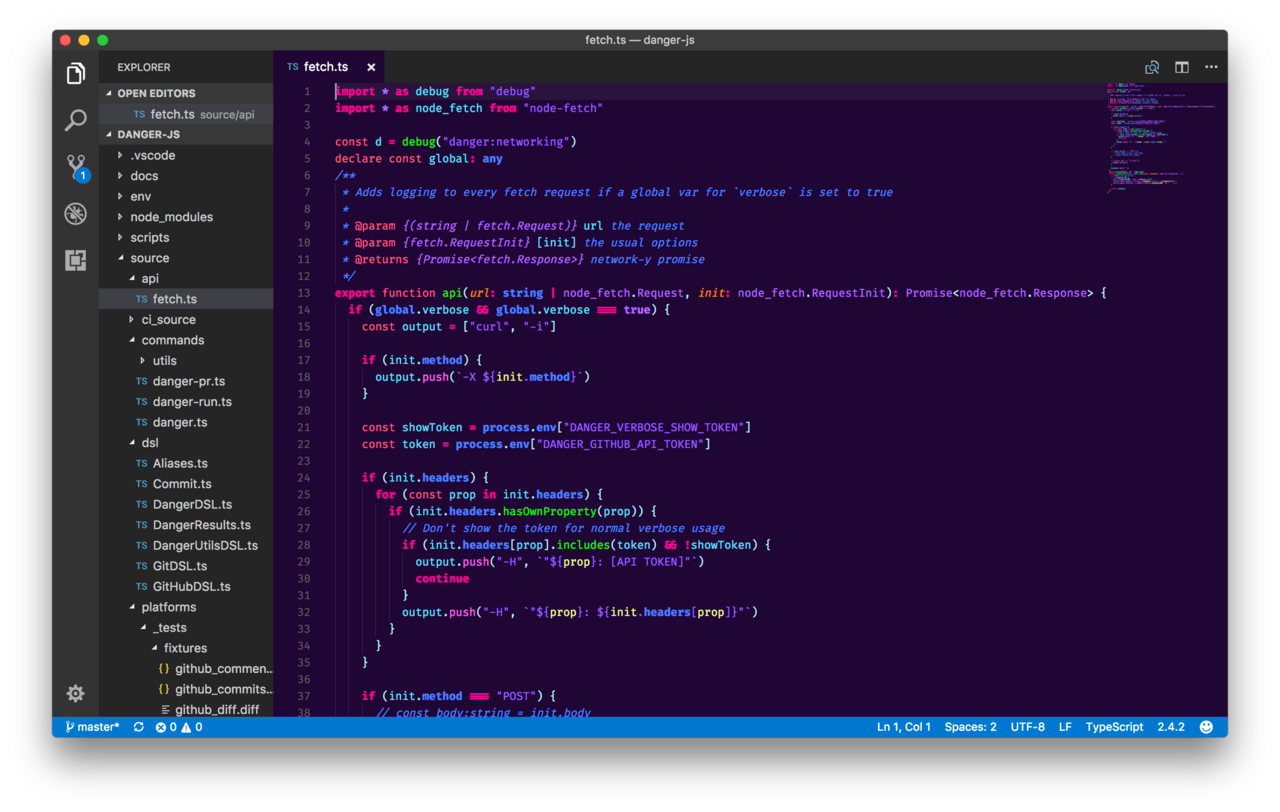 fetch.ts — danger-js
EXPLORER
OPEN EDITORS
TS fetch.ts source/api
DANGER-JS
.vscode
docs
env
node_modules
scripts
source
api
TS fetch.ts
ci_source
commands
utils
TS danger-pr.ts
TS danger-run.ts
TS danger.ts
dsl
TS Aliases.ts
TS Commit.ts
TS DangerDSL.ts
TS DangerResults.ts
TS DangerUtilsDSL.ts
TS GitDSL.ts
TS GitHubDSL.ts
platforms
_tests
fixtures
{} github_commen...
{} github_commits...
github_diff.diff
1
TS fetch.ts ×
1 import * as debug from "debug"
2 import * as node_fetch from "node-fetch"
3
4 const d = debug("danger:networking")
5 declare const global: any
6 /**
7 * Adds logging to every fetch request if a global var for `verbose` is set to true
8 *
9 * @param {(string | fetch.Request)} url the request
10 * @param {fetch.RequestInit} [init] the usual options
11 * @returns {Promise<fetch.Response>} network-y promise
12 */
13 export function api(url: string | node_fetch.Request, init: node_fetch.RequestInit): Promise<node_fetch.Response> {
14 if (global.verbose && global.verbose === true) {
15 const output = ["curl", "-i"]
16
17 if (init.method) {
18 output.push(`-X ${init.method}`)
19 }
20
21 const showToken = process.env["DANGER_VERBOSE_SHOW_TOKEN"]
22 const token = process.env["DANGER_GITHUB_API_TOKEN"]
23
24 if (init.headers) {
25 for (const prop in init.headers) {
26 if (init.headers.hasOwnProperty(prop)) {
27 // Don't show the token for normal verbose usage
28 if (init.headers[prop].includes(token) && !showToken) {
29 output.push("-H", `"${prop}: [API TOKEN]"`)
30 continue
31 }
32 output.push("-H", `"${prop}: ${init.headers[prop]}"`)
33 }
34 }
35 }
36
37 if (init.method === "POST") {
38 // const body:string = init.body
master* 0 0
Ln 1, Col 1 Spaces: 2 UTF-8 LF TypeScript 2.4.2